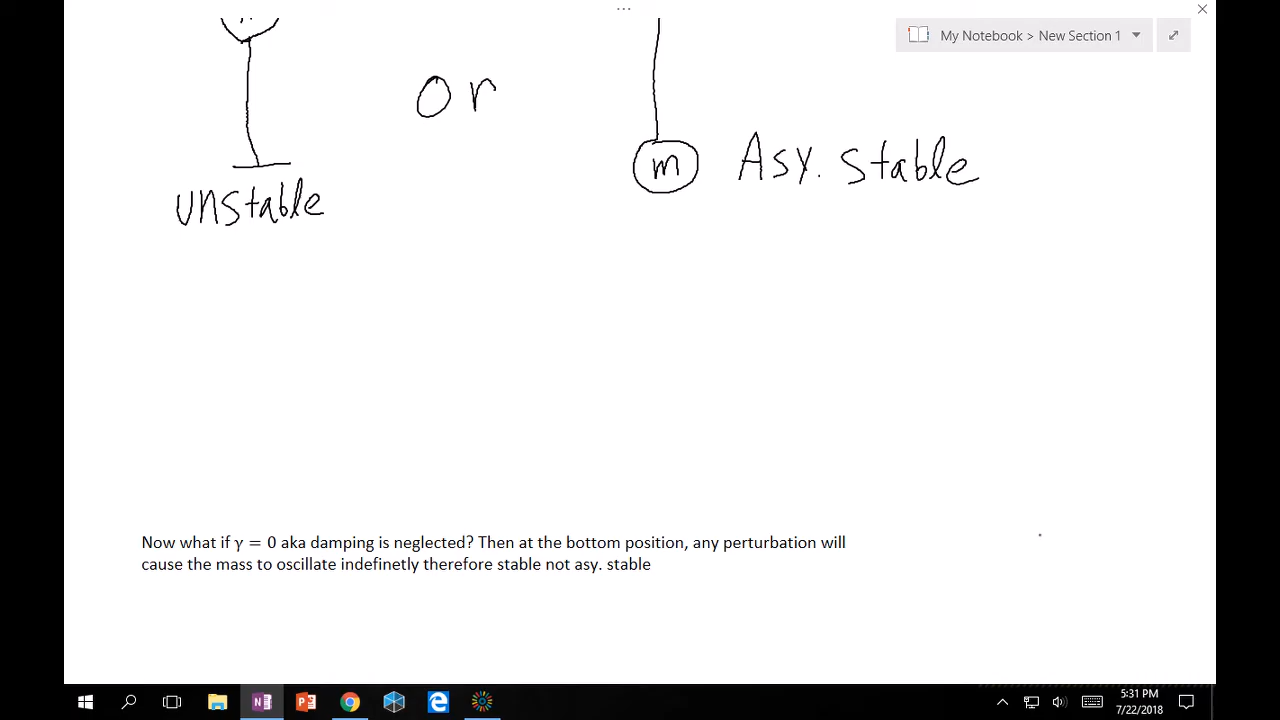 My Notebook > New Section 1
or
m Asy. stable
unstable
Now what if γ = 0 aka damping is neglected? Then at the bottom position, any perturbation will
cause the mass to oscillate indefinetly therefore stable not asy. stable
5:31 PM
7/22/2018